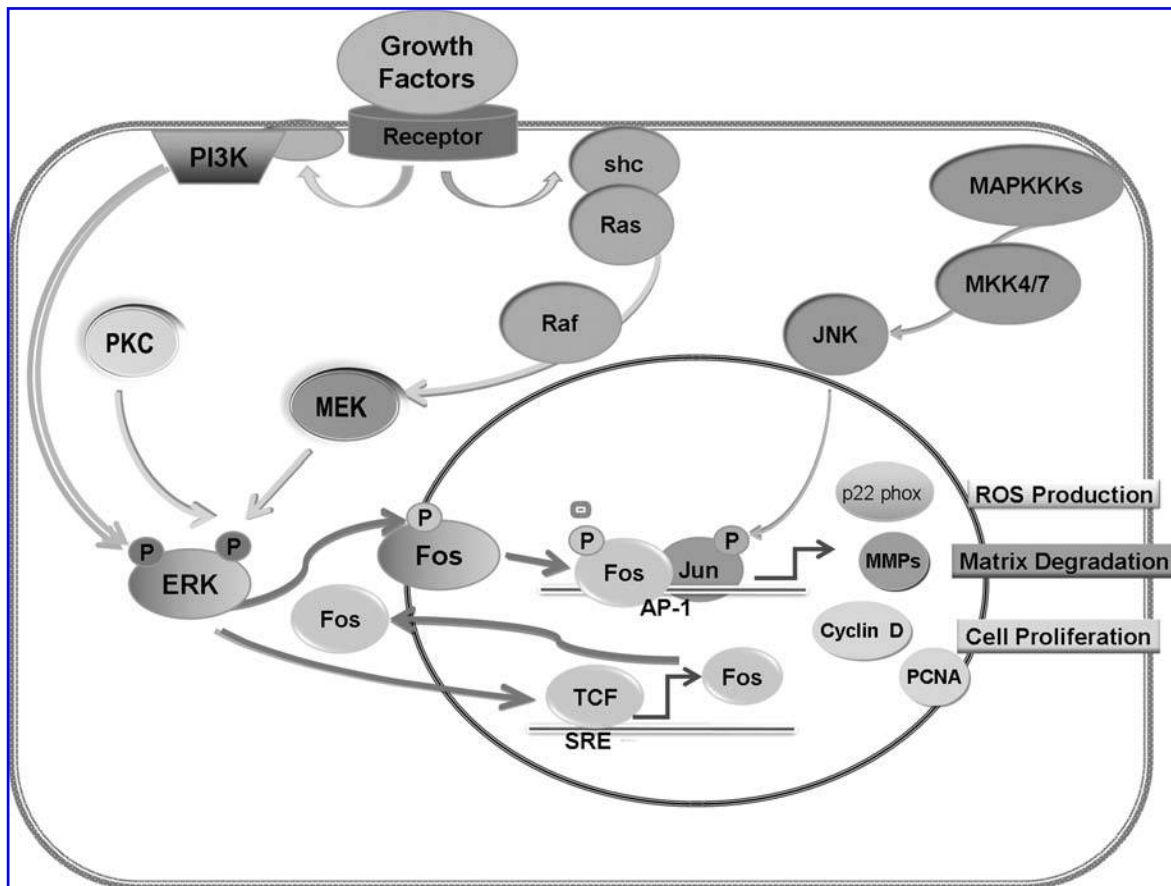 Growth
Factors
Receptor
PI3K
shc
Ras
MAPKKKs
MKK4/7
Raf
JNK
PKC
MEK
p22 phox
ROS Production
P
P
ERK
P
Fos
P
Fos
P
Jun
AP-1
MMPs
Matrix Degradation
Fos
Cyclin D
Cell Proliferation
PCNA
TCF
Fos
SRE